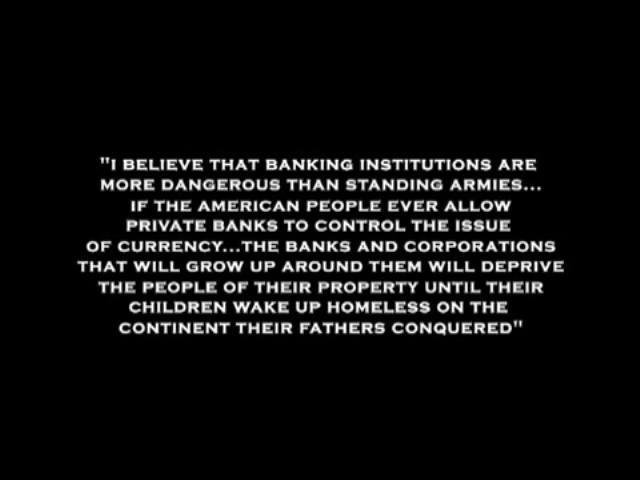 "I BELIEVE THAT BANKING INSTITUTIONS ARE
MORE DANGEROUS THAN STANDING ARMIES...
IF THE AMERICAN PEOPLE EVER ALLOW
PRIVATE BANKS TO CONTROL THE ISSUE
OF CURRENCY...THE BANKS AND CORPORATIONS
THAT WILL GROW UP AROUND THEM WILL DEPRIVE
THE PEOPLE OF THEIR PROPERTY UNTIL THEIR
CHILDREN WAKE UP HOMELESS ON THE
CONTINENT THEIR FATHERS CONQUERED"